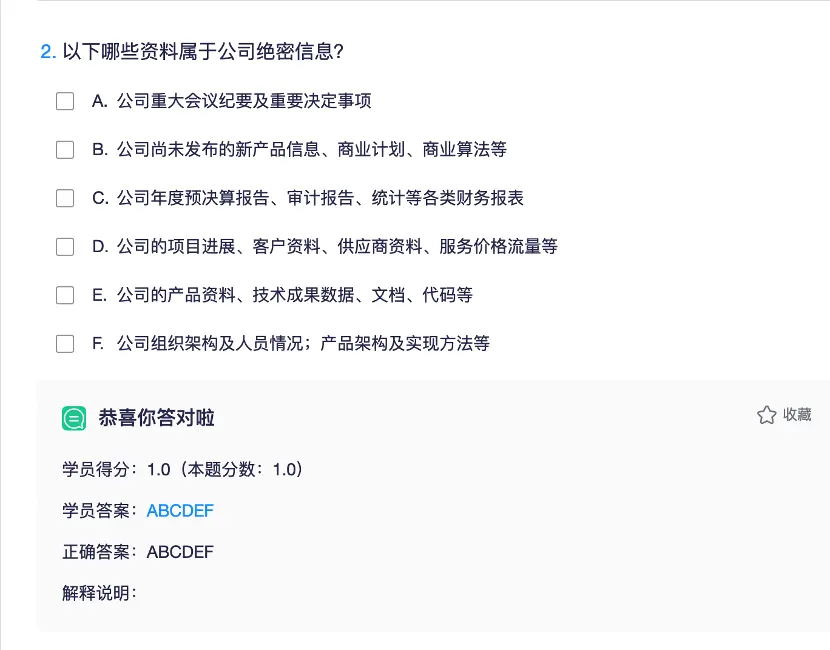 2. 以下哪些资料属于公司绝密信息?
A. 公司重大会议纪要及重要决定事项
B. 公司尚未发布的新产品信息、商业计划、商业算法等
C. 公司年度预决算报告、审计报告、统计等各类财务报表
D. 公司的项目进展、客户资料、供应商资料、服务价格流量等
E. 公司的产品资料、技术成果数据、文档、代码等
F. 公司组织架构及人员情况；产品架构及实现方法等
恭喜你答对啦
收藏
学员得分：1.0（本题分数：1.0）
学员答案：ABCDEF
正确答案：ABCDEF
解释说明：